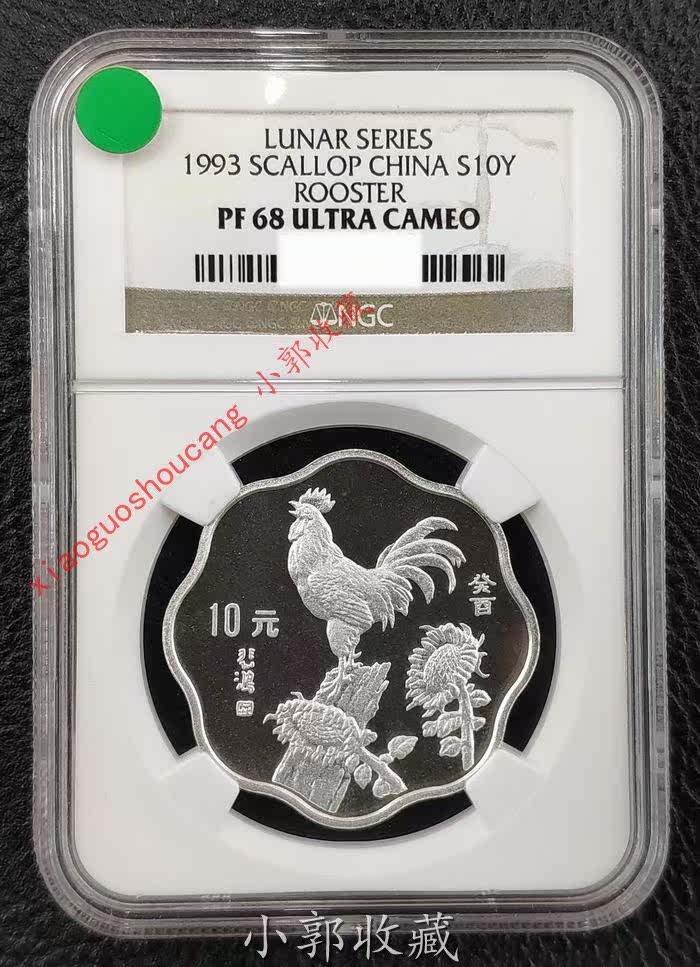 LUNAR SERIES
1993 SCALLOP CHINA S10Y
ROOSTER
PF 68 ULTRA CAMEO
NGC
xiaoguoshoucang 小郭收藏
癸酉
10元
悲鸿
小郭收藏